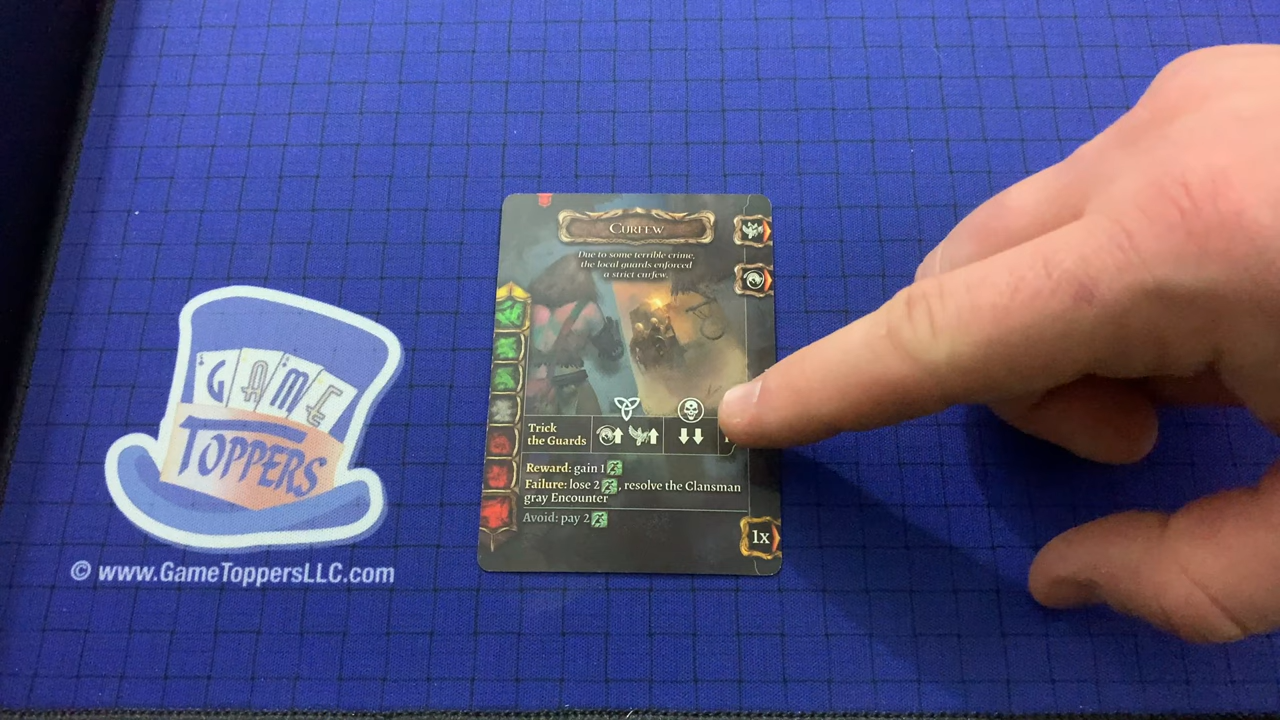 GAME
TOPPERS
© www.GameToppersLLC.com
CURFEW
Due to some terrible crime,
the local guards enforced
a strict curfew.
Trick
the Guards
Reward: gain 1
Failure: lose 2 , resolve the Clansman
gray Encounter
Avoid: pay 2
1x